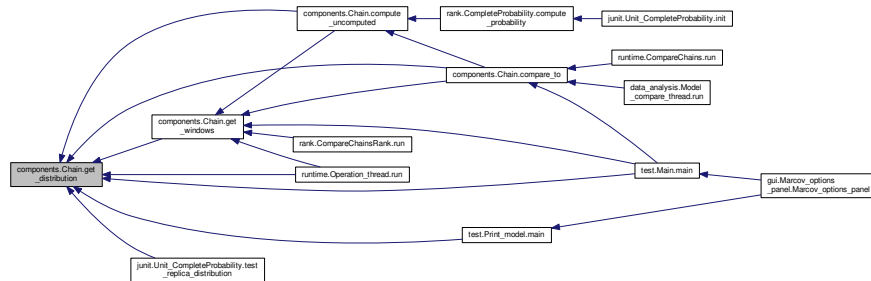 components.Chain.compute
_uncomputed
rank.CompleteProbability.compute
_probability
junit.Unit_CompleteProbability.init
runtime.CompareChains.run
components.Chain.compare_to
data_analysis.Model
_compare_thread.run
components.Chain.get
_windows
rank.CompareChainsRank.run
components.Chain.get
_distribution
runtime.Operation_thread.run
test.Main.main
gui.Marcov_options
_panel.Marcov_options_panel
test.Print_model.main
junit.Unit_CompleteProbability.test
_replica_distribution